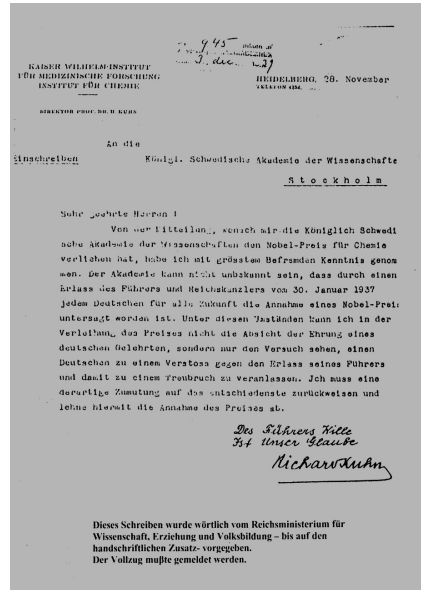 945
3. dec. 39
KAISER WILHELM-INSTITUT
FÜR MEDIZINISCHE FORSCHUNG
INSTITUT FÜR CHEMIE
DIREKTOR PROF. DR. R. KUHN
HEIDELBERG, 28. November
TELEFON
An die
Einschreiben Königl. Schwedische Akademie der Wissenschafte
Stockholm
Sehr geehrte Herren !
Von der Mitteilung, wonach mir die Königlich Schwedi
sche Akademie der Wissenschaften den Nobel-Preis für Chemie
verliehen hat, habe ich mit grösstem Befremden Kenntnis genom
men. Der Akademie kann nicht unbekannt sein, dass durch einen
Erlass des Führers und Reichskanzlers vom 30. Januar 1937
jedem Deutschen für alle Zukunft die Annahme eines Nobel-Prei
untersagt worden ist. Unter diesen Umständen kann ich in der
Verleihung des Preises nicht die Absicht der Ehrung eines
deutschen Gelehrten, sondern nur den Versuch sehen, einen
Deutschen zu einem Verstoss gegen den Erlass seines Führers
und damit zu einem Treubruch zu veranlassen. Jch muss eine
derartige Zumutung auf das entschiedenste zurückweisen und
lehne hiermit die Annahme des Preises ab.
Des Führers Wille
Ist Unser Glaube
Richard Kuhn
Dieses Schreiben wurde wörtlich vom Reichsministerium für
Wissenschaft, Erziehung und Volksbildung – bis auf den
handschriftlichen Zusatz- vorgegeben.
Der Vollzug mußte gemeldet werden.